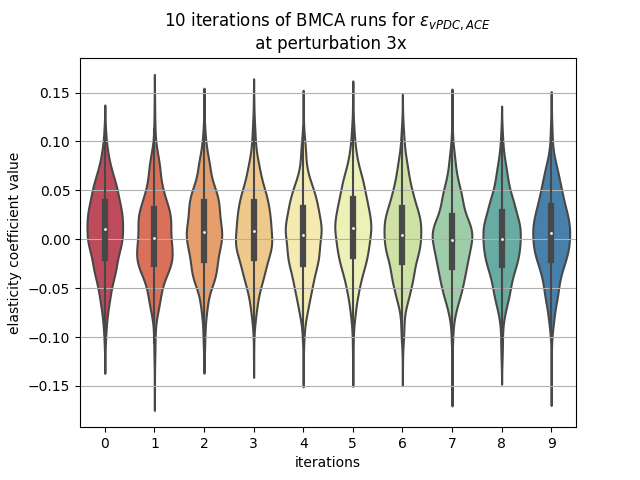 10 iterations of BMCA runs for ε_{vPDC, ACE}
at perturbation 3x
elasticity coefficient value
0.15
0.10
0.05
0.00
−0.05
−0.10
−0.15
0 1 2 3 4 5 6 7 8 9
iterations